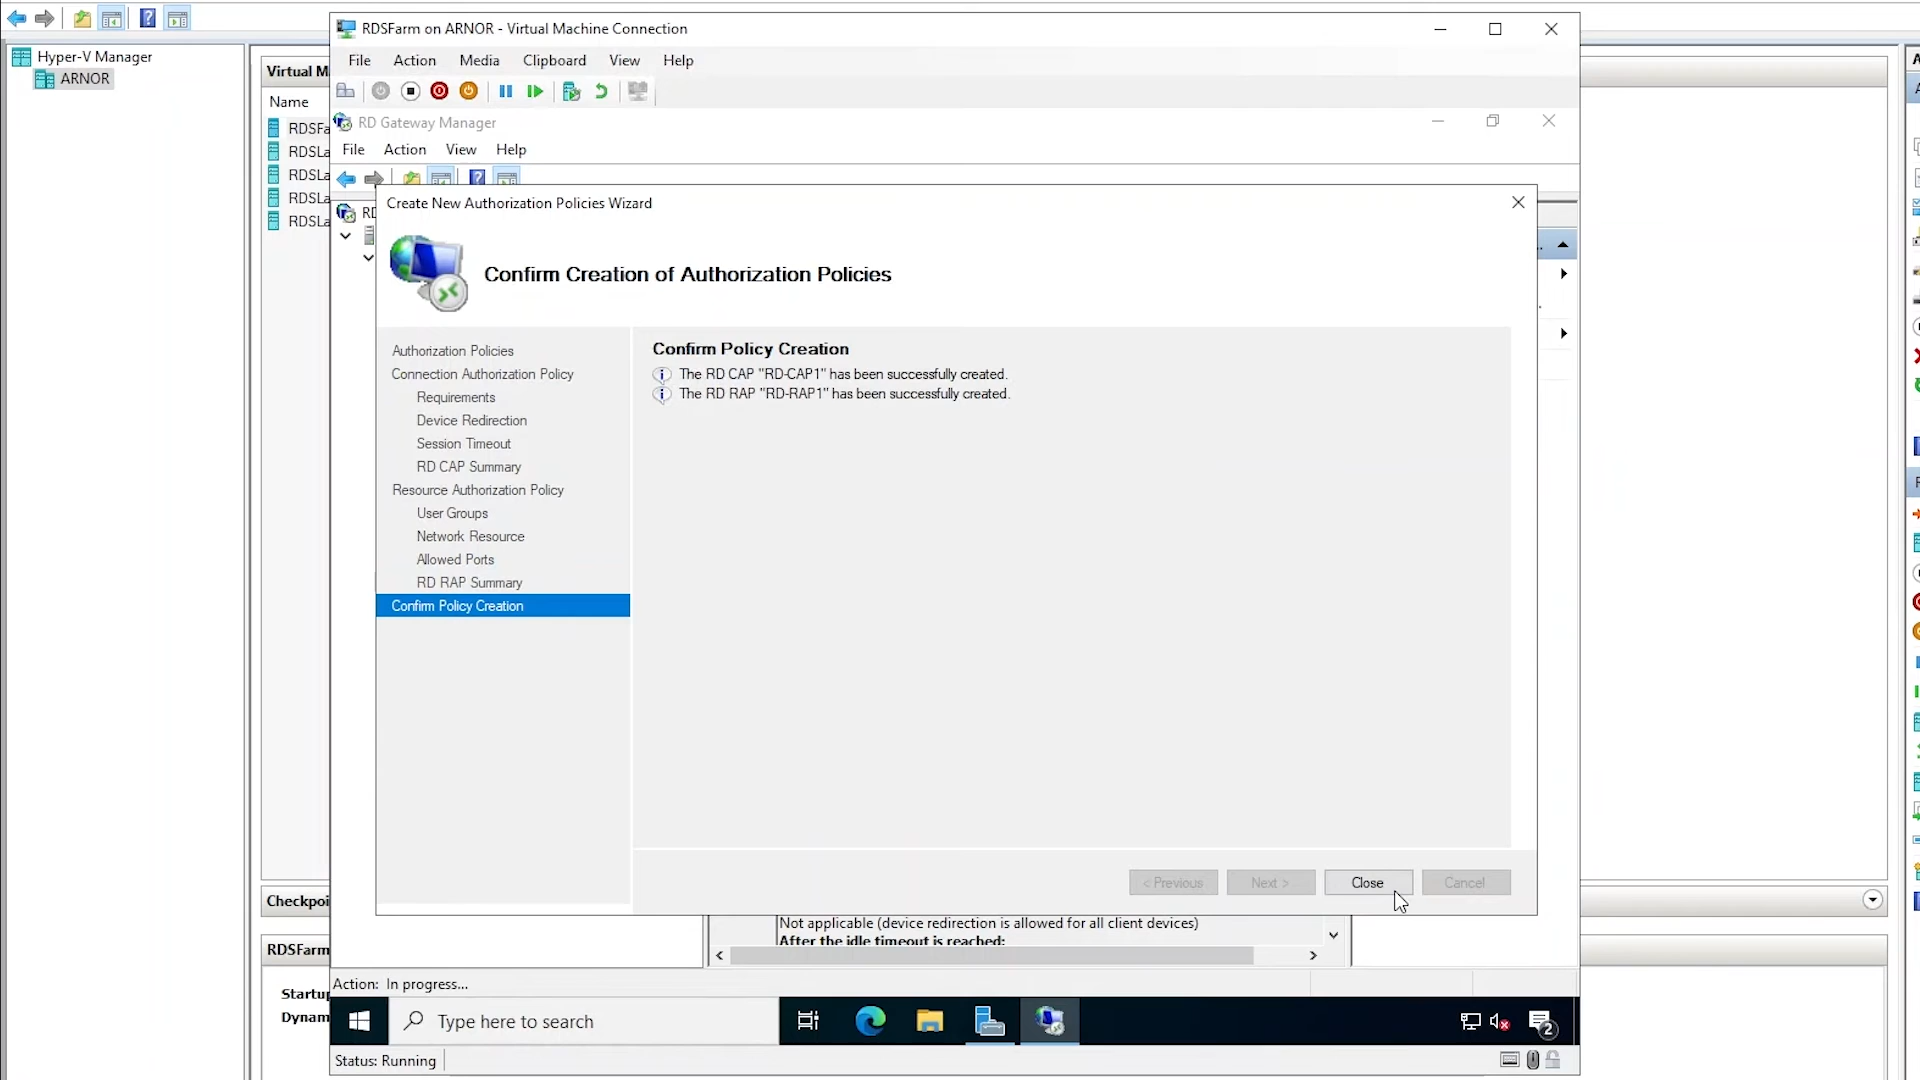 RDSFarm on ARNOR - Virtual Machine Connection
Hyper-V Manager
ARNOR
File Action Media Clipboard View Help
Virtual M
Name
RD Gateway Manager
File Action View Help
Create New Authorization Policies Wizard
Confirm Creation of Authorization Policies
Authorization Policies
Connection Authorization Policy
Requirements
Device Redirection
Session Timeout
RD CAP Summary
Resource Authorization Policy
User Groups
Network Resource
Allowed Ports
RD RAP Summary
Confirm Policy Creation
Confirm Policy Creation
The RD CAP "RD-CAP1" has been successfully created.
The RD RAP "RD-RAP1" has been successfully created.
< Previous Next > Close Cancel
RDSFa
RDSLa
RDSLa
RDSLa
RDSLa
Checkpoi
RDSFarm
Startup
Dynam
Not applicable (device redirection is allowed for all client devices)
After the idle timeout is reached:
Action: In progress...
Type here to search
2
Status: Running